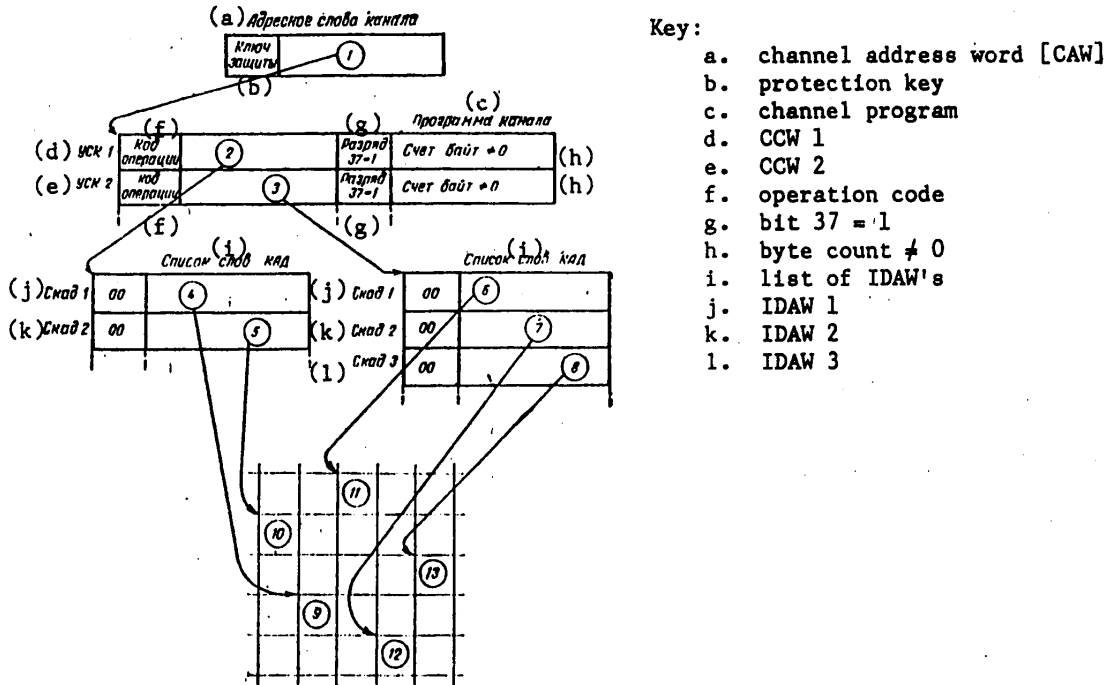 (a) Адресное слово канала
Ключ защиты
1
(b)
(c)
Программа канала
(f)
(g)
(d) УСК 1
Код операции
2
Разряд 37=1
Счет байт ≠0
(h)
(e) УСК 2
Код операции
3
Разряд 37=1
Счет байт ≠0
(h)
(f)
(g)
(i)
Список слов КАД
(j) Скад 1
00
4
(k) Скад 2
00
5
(i)
Список слов КАД
(j) Скад 1
00
6
(k) Скад 2
00
7
(l) Скад 3
00
8
11
10
13
9
12
Key:
a. channel address word [CAW]
b. protection key
c. channel program
d. CCW 1
e. CCW 2
f. operation code
g. bit 37 = 1
h. byte count ≠ 0
i. list of IDAW's
j. IDAW 1
k. IDAW 2
l. IDAW 3